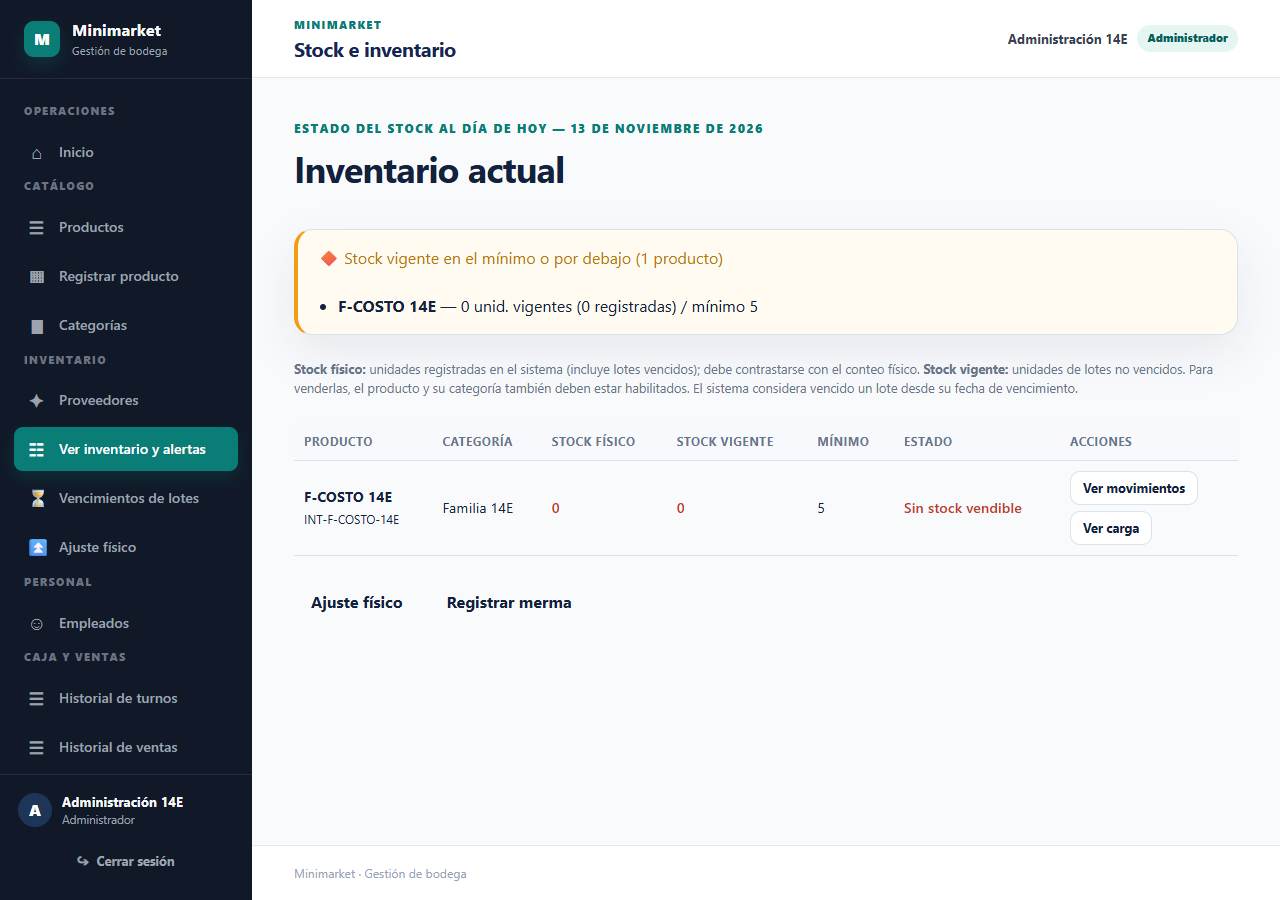 M
Minimarket
Gestión de bodega
OPERACIONES
Inicio
CATÁLOGO
Productos
Registrar producto
Categorías
INVENTARIO
Proveedores
Ver inventario y alertas
Vencimientos de lotes
Ajuste físico
PERSONAL
Empleados
CAJA Y VENTAS
Historial de turnos
Historial de ventas
A
Administración 14E
Administrador
Cerrar sesión
MINIMARKET
Stock e inventario
Administración 14E Administrador
ESTADO DEL STOCK AL DÍA DE HOY — 13 DE NOVIEMBRE DE 2026
Inventario actual
Stock vigente en el mínimo o por debajo (1 producto)
• F-COSTO 14E — 0 unid. vigentes (0 registradas) / mínimo 5
Stock físico: unidades registradas en el sistema (incluye lotes vencidos); debe contrastarse con el conteo físico. Stock vigente: unidades de lotes no vencidos. Para
venderlas, el producto y su categoría también deben estar habilitados. El sistema considera vencido un lote desde su fecha de vencimiento.
PRODUCTO CATEGORÍA STOCK FÍSICO STOCK VIGENTE MÍNIMO ESTADO ACCIONES
F-COSTO 14E
INT-F-COSTO-14E
Familia 14E 0 0 5 Sin stock vendible
Ver movimientos
Ver carga
Ajuste físico Registrar merma
Minimarket · Gestión de bodega